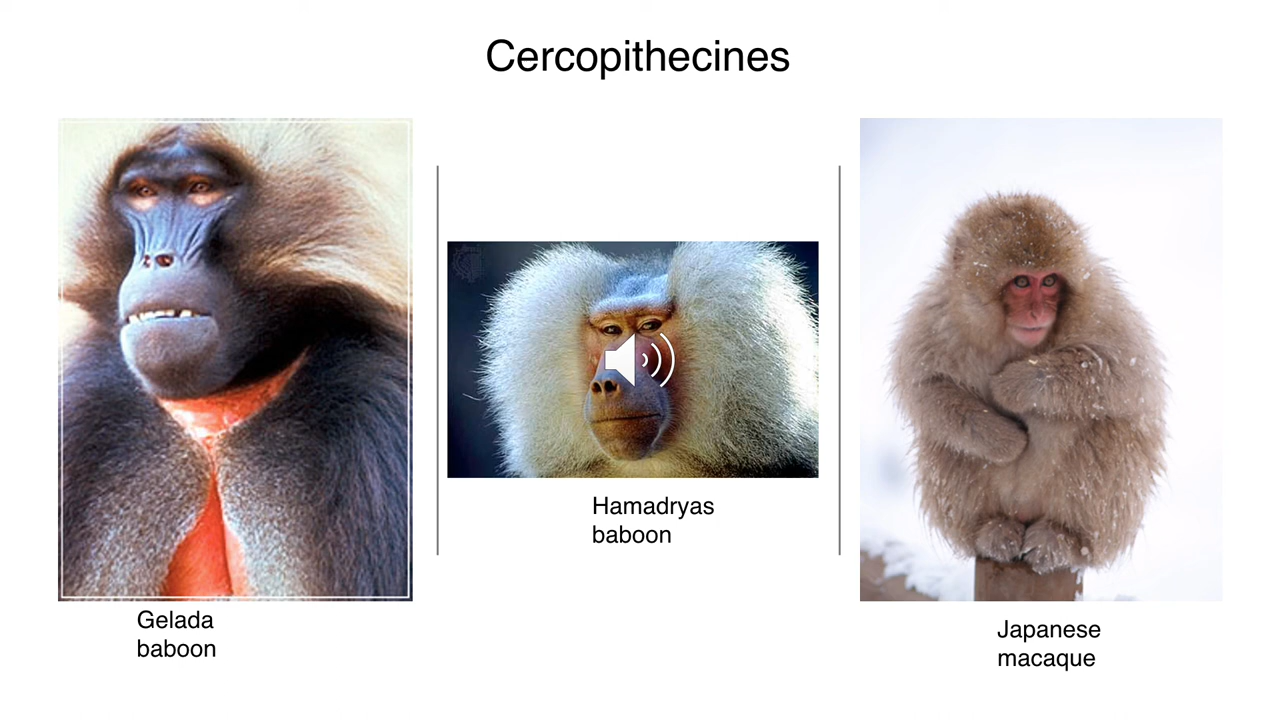 Cercopithecines
Gelada
baboon
Hamadryas
baboon
Japanese
macaque